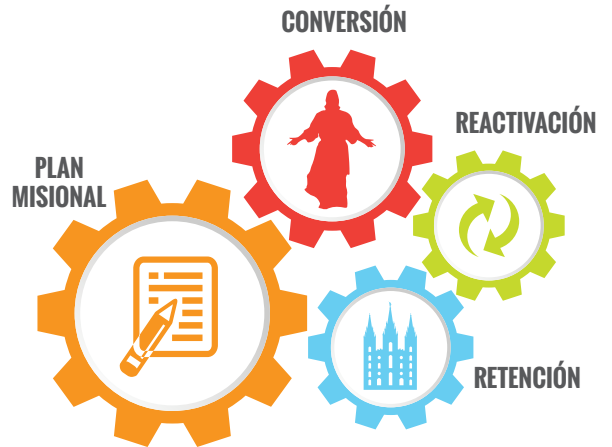 CONVERSIÓN
REACTIVACIÓN
PLAN
MISIONAL
RETENCIÓN